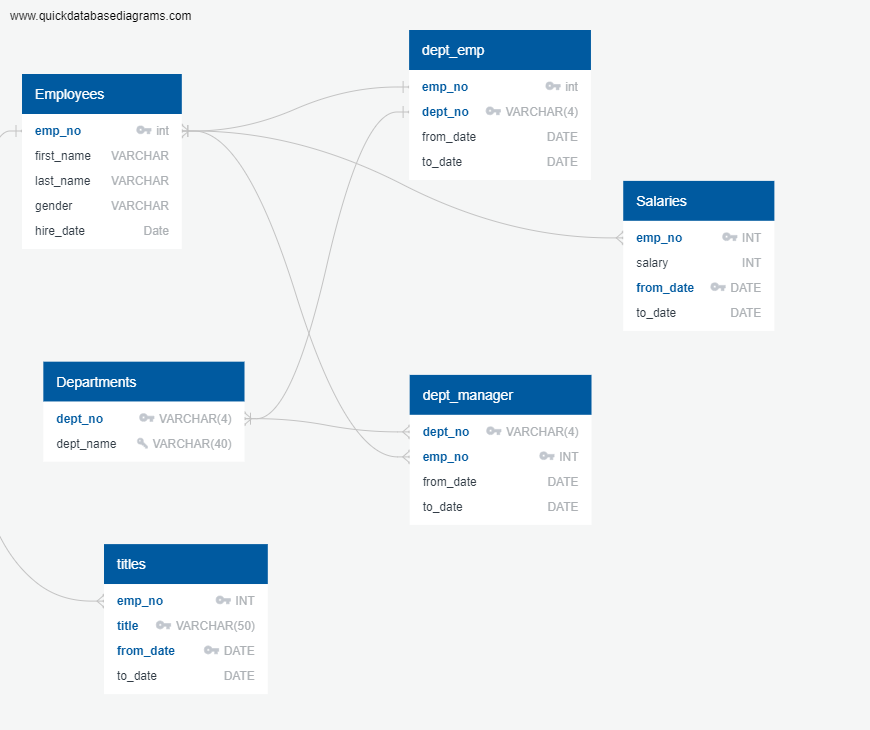 www.quickdatabasediagrams.com
Employees
emp_no int
first_name VARCHAR
last_name VARCHAR
gender VARCHAR
hire_date Date
dept_emp
emp_no int
dept_no VARCHAR(4)
from_date DATE
to_date DATE
Salaries
emp_no INT
salary INT
from_date DATE
to_date DATE
Departments
dept_no VARCHAR(4)
dept_name VARCHAR(40)
dept_manager
dept_no VARCHAR(4)
emp_no INT
from_date DATE
to_date DATE
titles
emp_no INT
title VARCHAR(50)
from_date DATE
to_date DATE